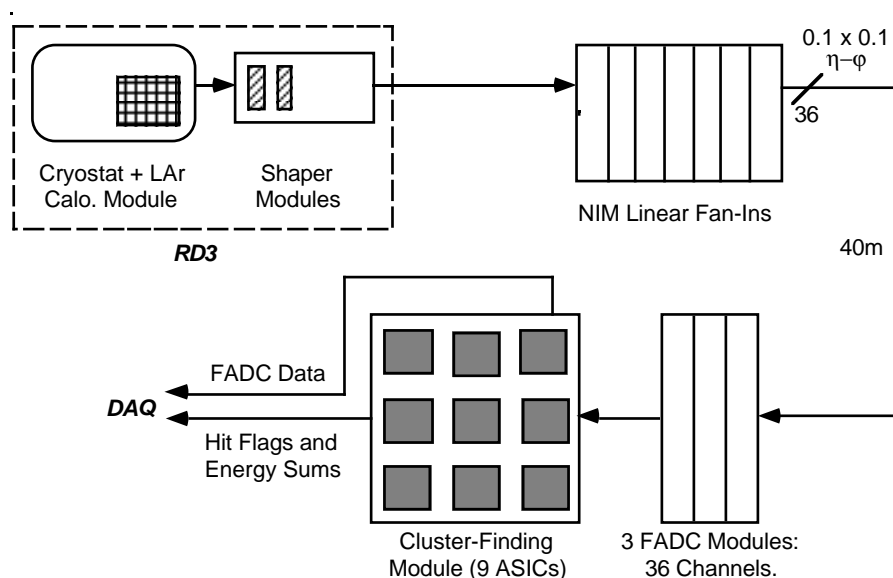 0.1 x 0.1
η–φ
36
Cryostat + LAr
Calo. Module
Shaper
Modules
NIM Linear Fan-Ins
RD3
40m
FADC Data
DAQ
Hit Flags and
Energy Sums
Cluster-Finding
Module (9 ASICs)
3 FADC Modules:
36 Channels.